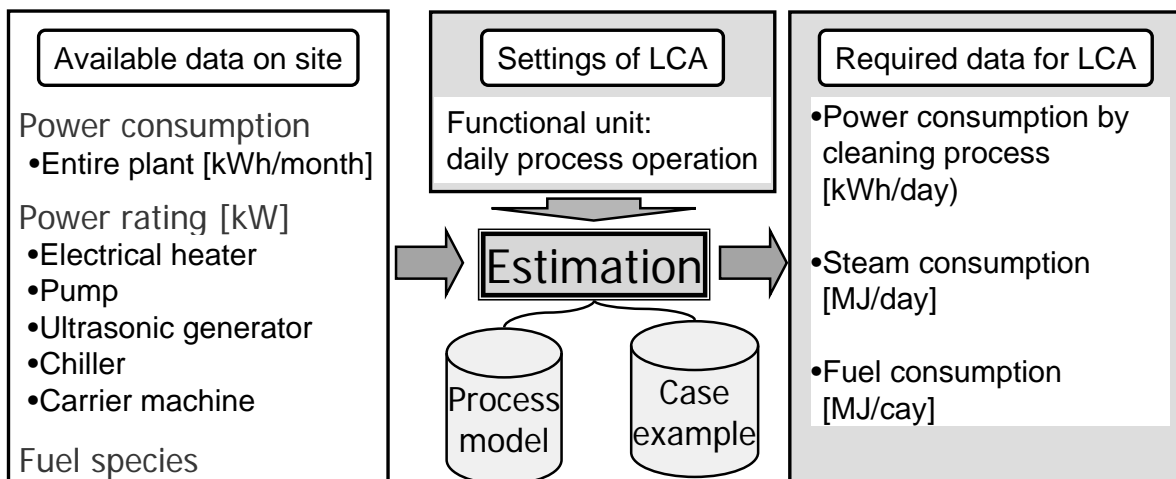 Available data on site
Power consumption
•Entire plant [kWh/month]
Power rating [kW]
•Electrical heater
•Pump
•Ultrasonic generator
•Chiller
•Carrier machine
Fuel species
Settings of LCA
Functional unit:
daily process operation
Estimation
Process
model
Case
example
Required data for LCA
•Power consumption by
cleaning process
[kWh/day)
•Steam consumption
[MJ/day]
•Fuel consumption
[MJ/cay]